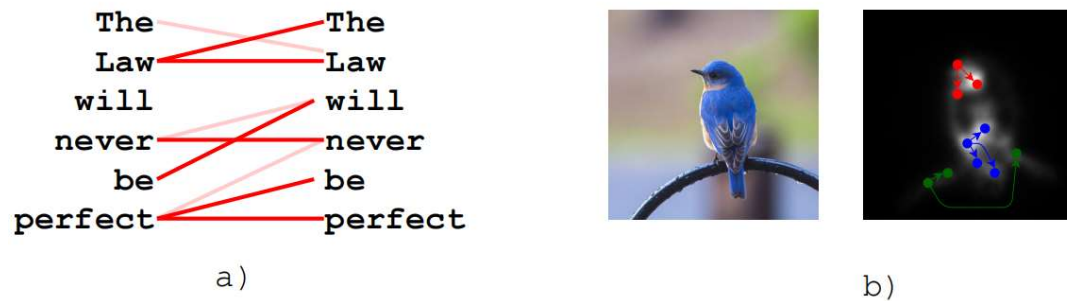 The The
Law Law
will will
never never
be be
perfect perfect
a)
b)